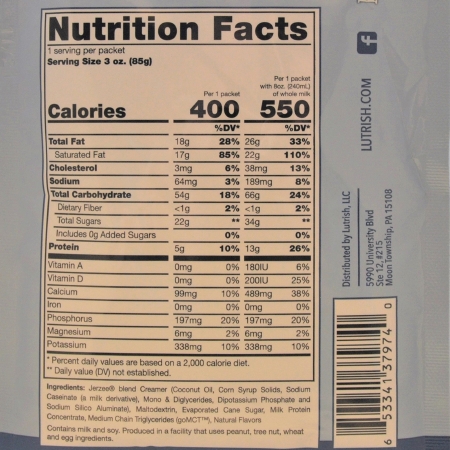 Nutrition Facts
1 serving per packet
Serving Size 3 oz. (85g)
Per 1 packet
Per 1 packet
with 8oz. (240mL)
of whole milk
Calories 400 550
%DV* %DV*
Total Fat 18g 28% 26g 33%
Saturated Fat 17g 85% 22g 110%
Cholesterol 3mg 6% 38mg 13%
Sodium 64mg 3% 189mg 8%
Total Carbohydrate 54g 18% 66g 24%
Dietary Fiber <1g 2% <1g 2%
Total Sugars 22g ** 34g **
Includes 0g Added Sugars 0% 0%
Protein 5g 10% 13g 26%
Vitamin A 0mg 0% 180IU 6%
Vitamin D 0mg 0% 200IU 25%
Calcium 99mg 10% 489mg 38%
Iron 0mg 0% 0mg 0%
Phosphorus 197mg 20% 197mg 20%
Magnesium 6mg 2% 6mg 2%
Potassium 338mg 10% 338mg 10%
* Percent daily values are based on a 2,000 calorie diet.
** Daily value (DV) not established.
Ingredients: Jerzee® blend Creamer (Coconut Oil, Corn Syrup Solids, Sodium
Caseinate (a milk derivative), Mono & Diglycerides, Dipotassium Phosphate and
Sodium Silico Aluminate), Maltodextrin, Evaporated Cane Sugar, Milk Protein
Concentrate, Medium Chain Triglycerides (goMCT™), Natural Flavors
Contains milk and soy. Produced in a facility that uses peanut, tree nut, wheat
and egg ingredients.
LUTRISH.COM
Distributed by Lutrish, LLC
5990 University Blvd
Ste 12, #215
Moon Township, PA 15108
6 53341 37974 0